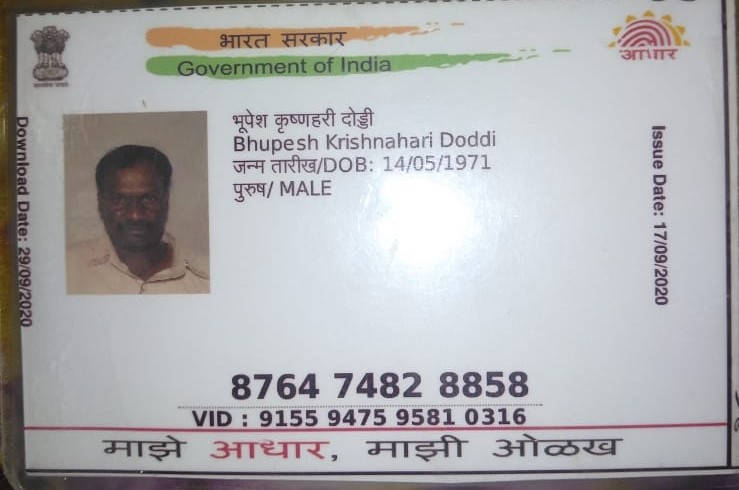 भारत सरकार
Government of India
आधार
भूपेश कृष्णहरी दोड्डी
Bhupesh Krishnahari Doddi
जन्म तारीख/DOB: 14/05/1971
पुरुष/ MALE
Download Date: 29/09/2020
Issue Date: 17/09/2020
8764 7482 8858
VID : 9155 9475 9581 0316
माझे आधार, माझी ओळख